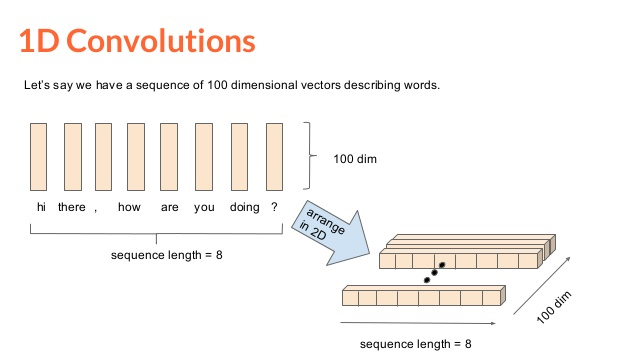 1D Convolutions
Let's say we have a sequence of 100 dimensional vectors describing words.
100 dim
hi there , how are you doing ?
sequence length = 8
arrange
in 2D
100 dim
sequence length = 8